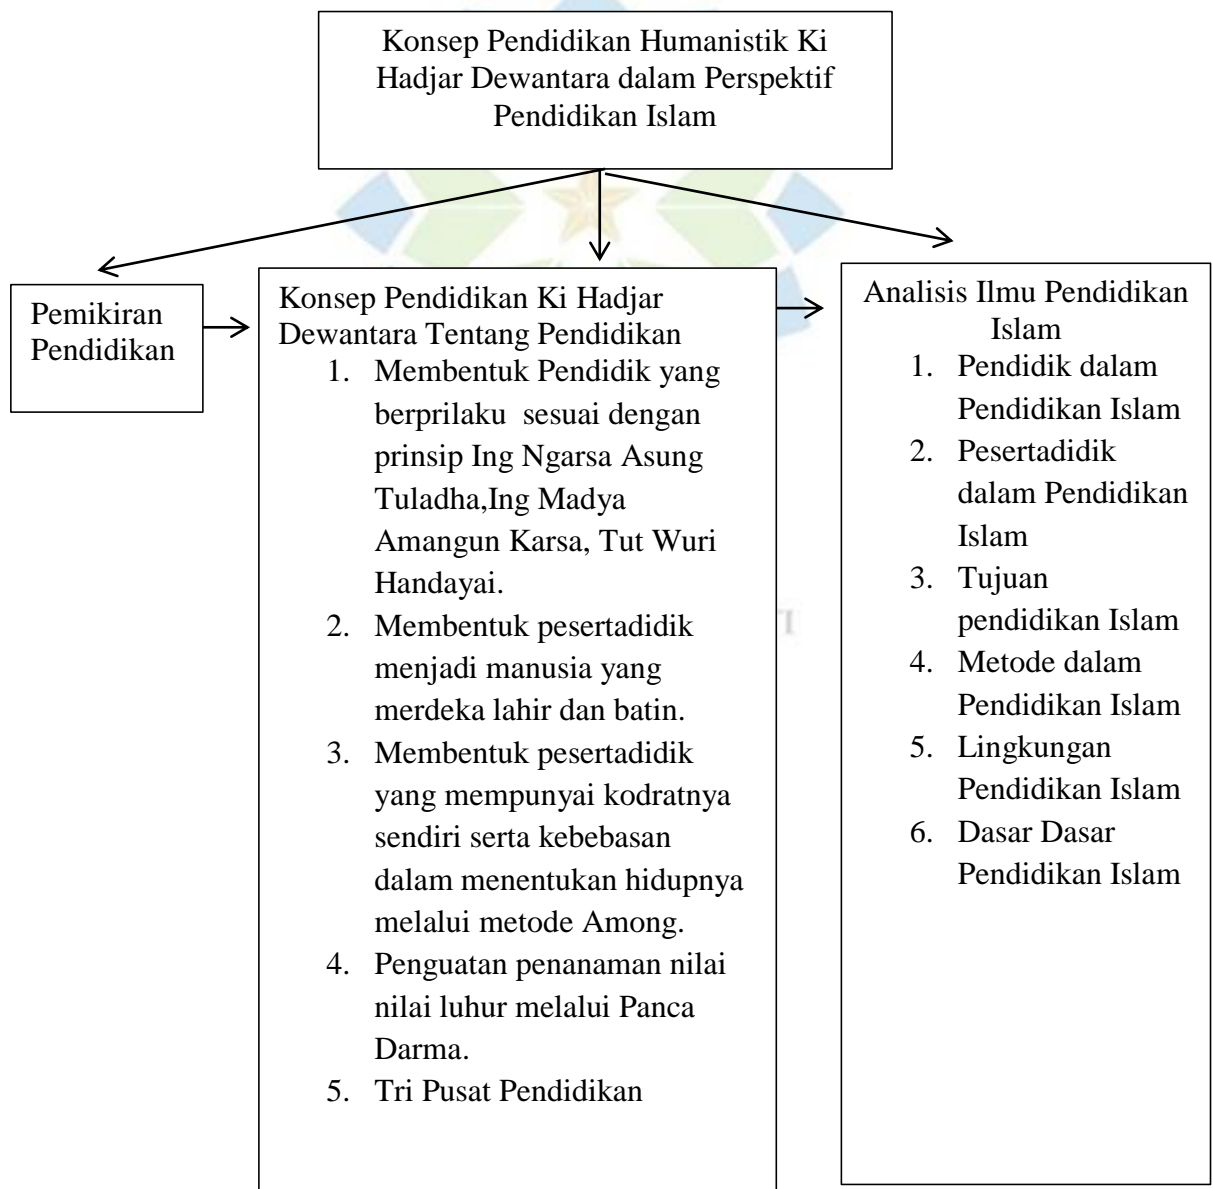 Konsep Pendidikan Humanistik Ki
Hadjar Dewantara dalam Perspektif
Pendidikan Islam
Pemikiran
Pendidikan
Konsep Pendidikan Ki Hadjar
Dewantara Tentang Pendidikan
1. Membentuk Pendidik yang
berprilaku sesuai dengan
prinsip Ing Ngarsa Asung
Tuladha,Ing Madya
Amangun Karsa, Tut Wuri
Handayai.
2. Membentuk pesertadidik
menjadi manusia yang
merdeka lahir dan batin.
3. Membentuk pesertadidik
yang mempunyai kodratnya
sendiri serta kebebasan
dalam menentukan hidupnya
melalui metode Among.
4. Penguatan penanaman nilai
nilai luhur melalui Panca
Darma.
5. Tri Pusat Pendidikan
Analisis Ilmu Pendidikan
Islam
1. Pendidik dalam
Pendidikan Islam
2. Pesertadidik
dalam Pendidikan
Islam
3. Tujuan
pendidikan Islam
4. Metode dalam
Pendidikan Islam
5. Lingkungan
Pendidikan Islam
6. Dasar Dasar
Pendidikan Islam